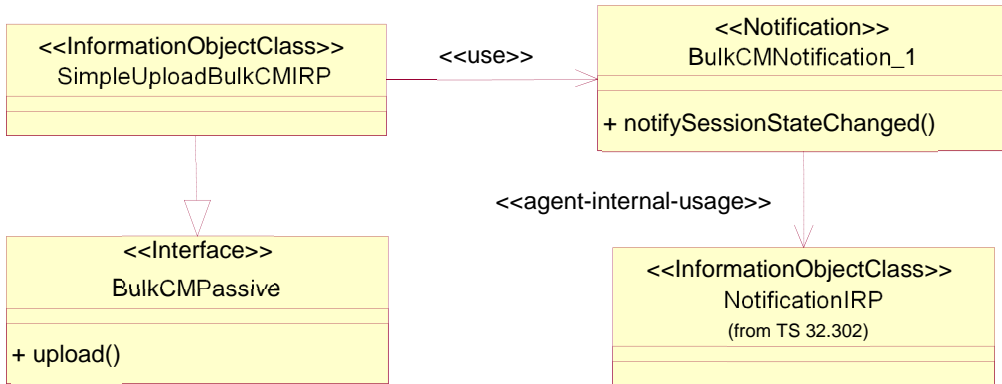 <<InformationObjectClass>>
SimpleUploadBulkCMIRP
<<use>>
<<Notification>>
BulkCMNotification_1
+ notifySessionStateChanged()
<<agent-internal-usage>>
<<Interface>>
BulkCMPassive
+ upload()
<<InformationObjectClass>>
NotificationIRP
(from TS 32.302)